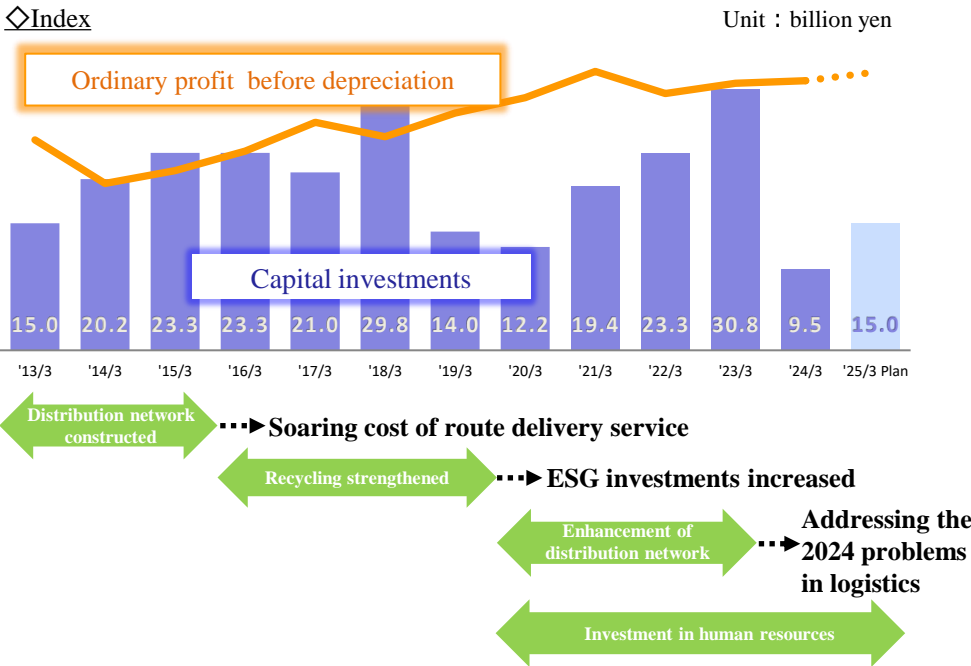 ◇Index
Unit：billion yen
Ordinary profit before depreciation
Capital investments
15.0 20.2 23.3 23.3 21.0 29.8 14.0 12.2 19.4 23.3 30.8 9.5 15.0
'13/3 '14/3 '15/3 '16/3 '17/3 '18/3 '19/3 '20/3 '21/3 '22/3 '23/3 '24/3 '25/3 Plan
Distribution network
constructed
Soaring cost of route delivery service
Recycling strengthened
ESG investments increased
Enhancement of
distribution network
Addressing the
2024 problems
in logistics
Investment in human resources